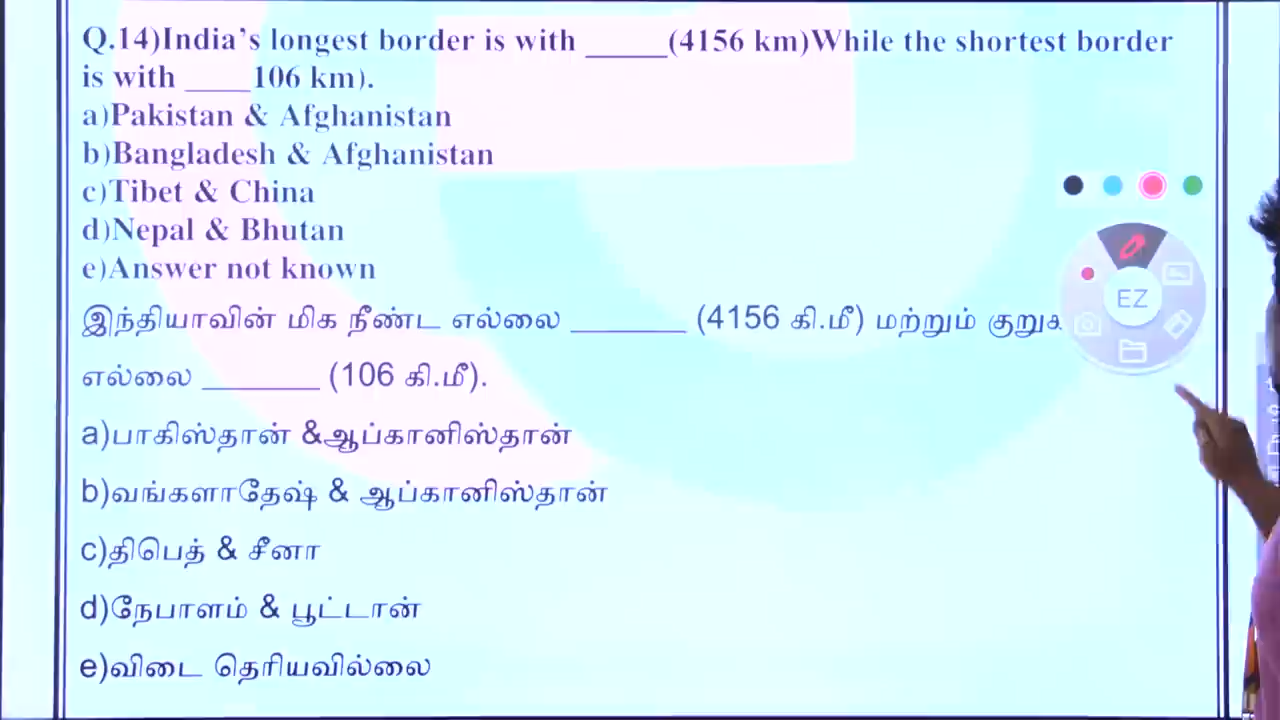 Q.14)India's longest border is with _____(4156 km)While the shortest border
is with ____106 km).
a)Pakistan & Afghanistan
b)Bangladesh & Afghanistan
c)Tibet & China
d)Nepal & Bhutan
e)Answer not known
இந்தியாவின் மிக நீண்ட எல்லை _______ (4156 கி.மீ) மற்றும்
எல்லை _______ (106 கி.மீ).
a)பாகிஸ்தான் &ஆப்கானிஸ்தான்
b)வங்களாதேஷ் & ஆப்கானிஸ்தான்
c)திபெத் & சீனா
d)நேபாளம் & பூட்டான்
e)விடை தெரியவில்லை
EZ